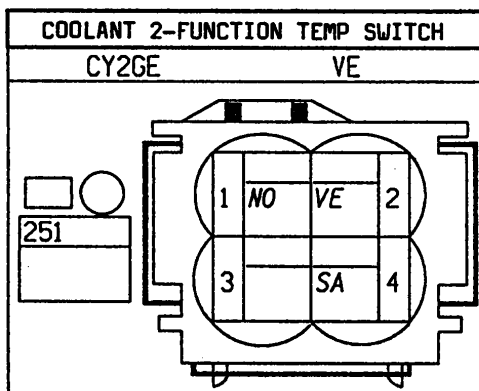 COOLANT 2-FUNCTION TEMP SWITCH
CY2GE VE
1 NO VE 2
251
3 SA 4